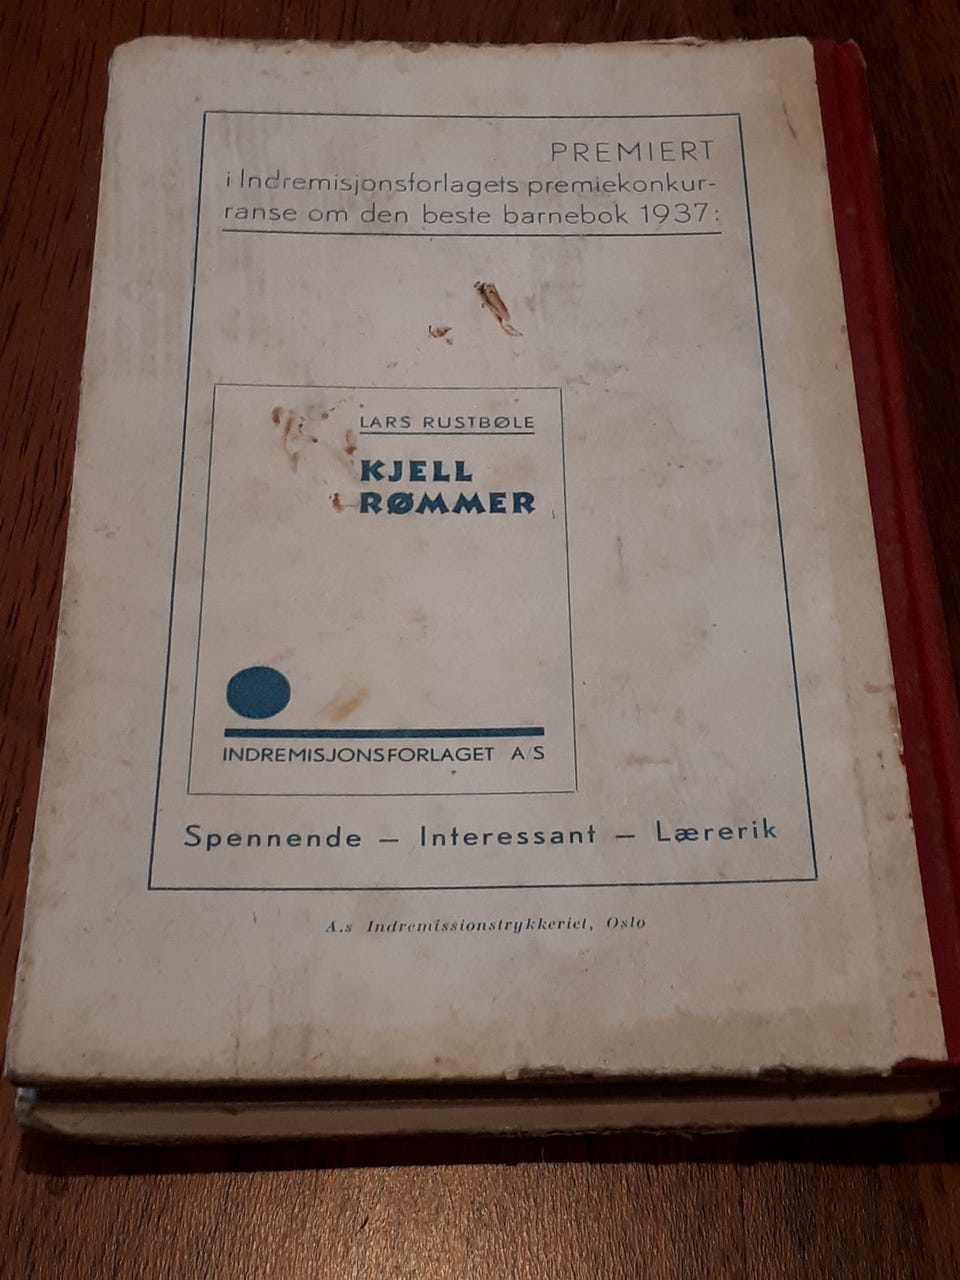 PREMIERT
i Indremisjonsforlagets premiekonkur-
ranse om den beste barnebok 1937:
LARS RUSTBØLE
KJELL
RØMMER
INDREMISJONSFORLAGET A/S
Spennende — Interessant — Lærerik
A.s Indremissionstrykkeriet, Oslo